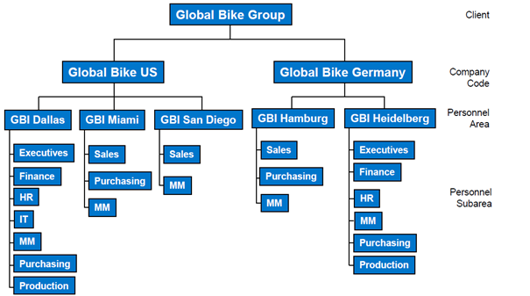 Global Bike Group
Client
Global Bike US
Global Bike Germany
Company
Code
GBI Dallas
GBI Miami
GBI San Diego
GBI Hamburg
GBI Heidelberg
Personnel
Area
Executives
Finance
HR
IT
MM
Purchasing
Production
Sales
Purchasing
MM
Sales
MM
Sales
Purchasing
MM
Executives
Finance
HR
MM
Purchasing
Production
Personnel
Subarea